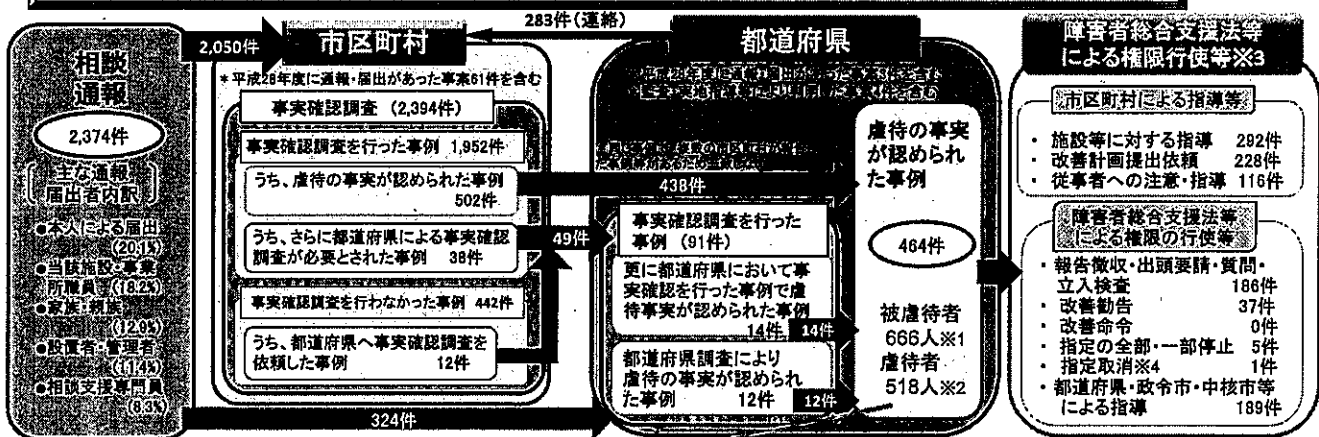 283件(連絡)
相談
通報
2,374件
主な通報
届出者内訳
●本人による届出
(20.1%)
●当該施設・事業
所職員 (18.2%)
●家族・親族
(12.9%)
●設置者・管理者
(11.4%)
●相談支援専門員
(8.3%)
2,050件
市区町村
*平成28年度に通報・届出があった事案61件を含む
事実確認調査 (2,394件)
事実確認調査を行った事例 1,952件
うち、虐待の事実が認められた事例
502件
うち、さらに都道府県による事実確認
調査が必要とされた事例 38件
事実確認調査を行わなかった事例 442件
うち、都道府県へ事実確認調査を
依頼した事例 12件
324件
438件
49件
都道府県
事実確認調査を行った
事例 (91件)
更に都道府県において事
実確認を行った事例で虐
待事実が認められた事例
14件
14件
都道府県調査により
虐待の事実が認められ
た事例 12件
12件
虐待の事実
が認められ
た事例
464件
被虐待者
666人※1
虐待者
518人※2
障害者総合支援法等
による権限行使等※3
市区町村による指導等
・ 施設等に対する指導 292件
・ 改善計画提出依頼 228件
・ 従事者への注意・指導 116件
障害者総合支援法等
による権限の行使等
・ 報告徴収・出頭要請・質問・
立入検査 186件
・ 改善勧告 37件
・ 改善命令 0件
・ 指定の全部・一部停止 5件
・ 指定取消※4 1件
・ 都道府県・政令市・中核市等
による指導 189件